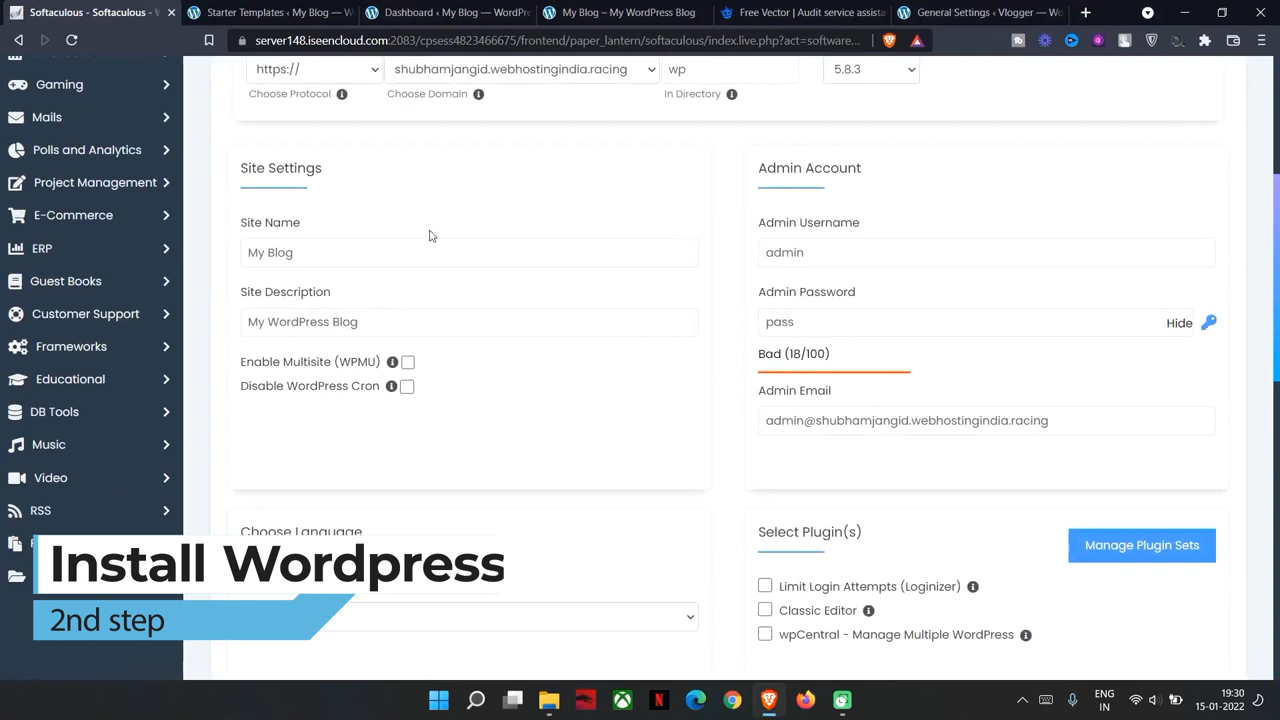 Softaculous - Softaculous - S
Starter Templates ‹ My Blog — W
Dashboard ‹ My Blog — WordPre
My Blog – My WordPress Blog
Free Vector | Audit service assista
General Settings ‹ Vlogger — Wo
server148.iseencloud.com:2083/cpsess4823466675/frontend/paper_lantern/softaculous/index.live.php?act=software...
https://
shubhamjangid.webhostingindia.racing
wp
5.8.3
Choose Protocol
Choose Domain
In Directory
Gaming
Mails
Polls and Analytics
Project Management
E-Commerce
ERP
Guest Books
Customer Support
Frameworks
Educational
DB Tools
Music
Video
RSS
Site Settings
Site Name
My Blog
Site Description
My WordPress Blog
Enable Multisite (WPMU)
Disable WordPress Cron
Admin Account
Admin Username
admin
Admin Password
pass
Hide
Bad (18/100)
Admin Email
admin@shubhamjangid.webhostingindia.racing
Choose Language
Select Plugin(s)
Manage Plugin Sets
Limit Login Attempts (Loginizer)
Classic Editor
wpCentral - Manage Multiple WordPress
Install Wordpress
2nd step
ENG
IN
19:30
15-01-2022